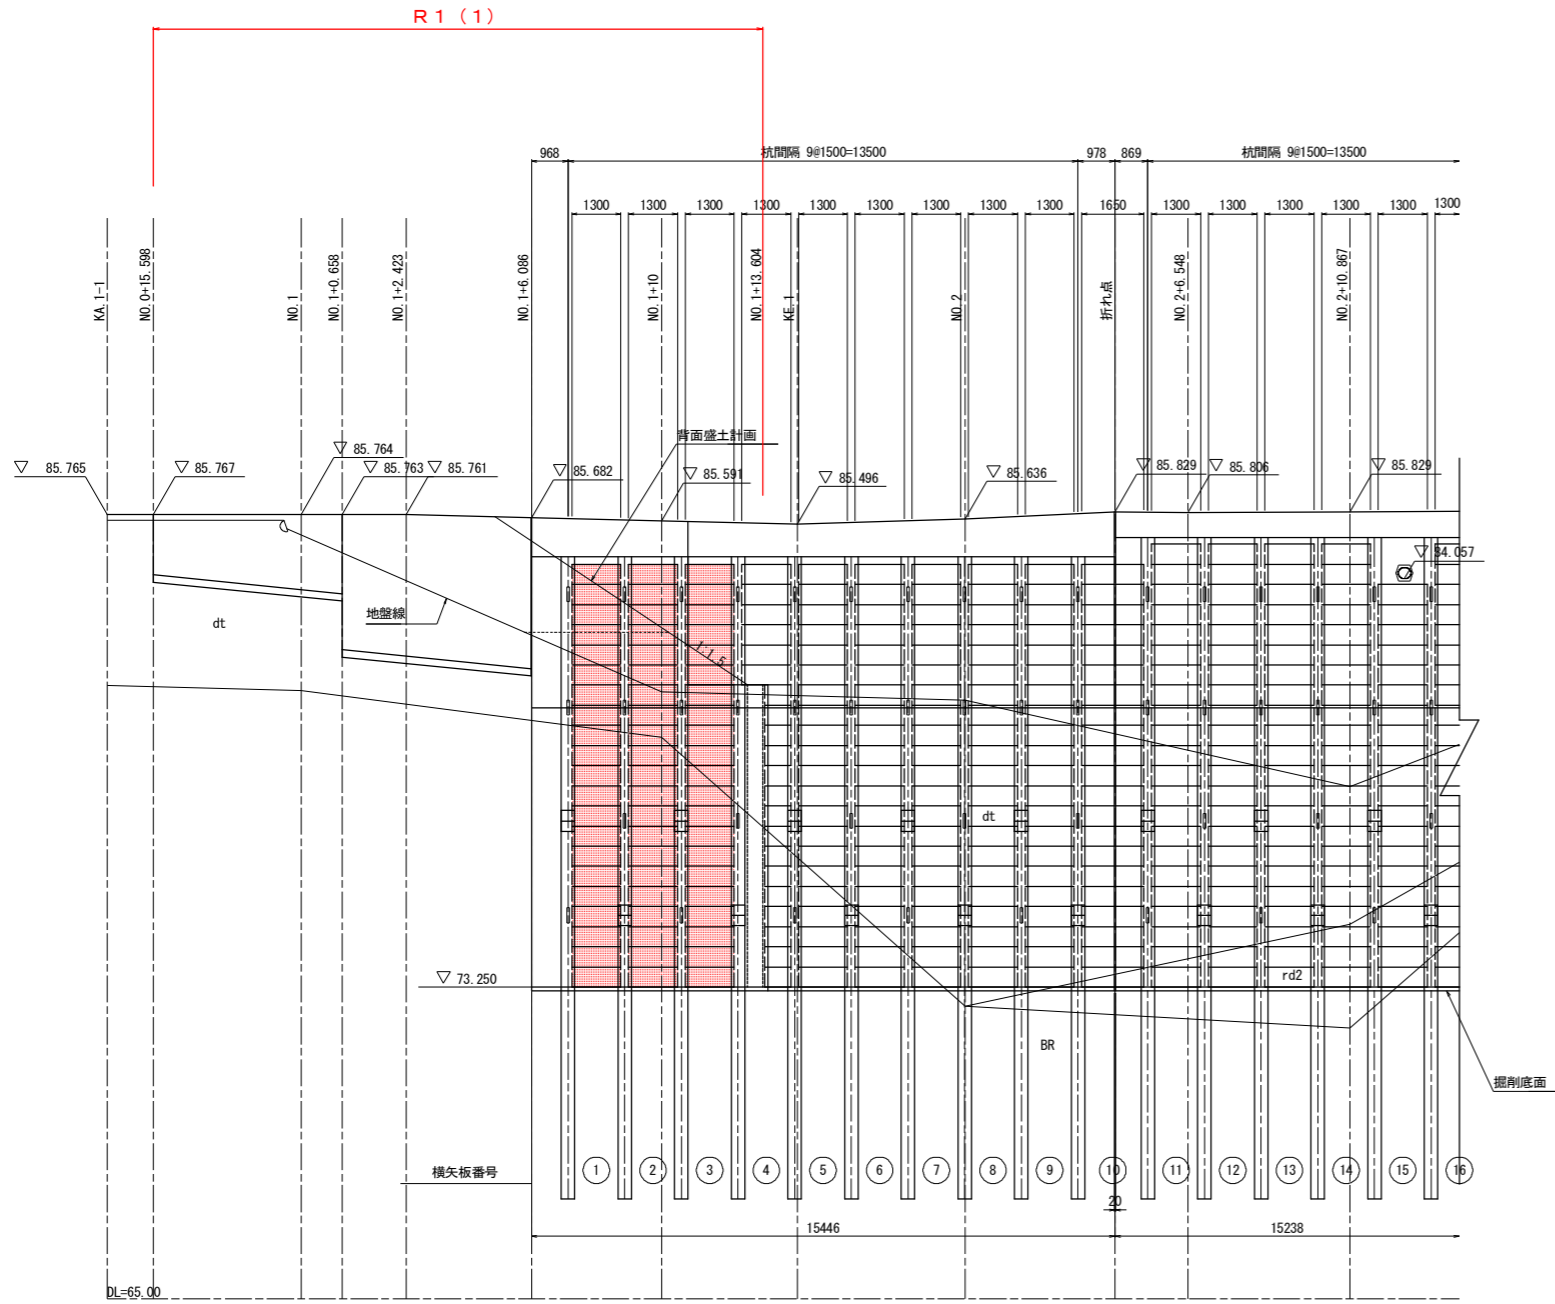 R1(1)
968
杭間隔 9@1500=13500
978
869
杭間隔 9@1500=13500
1300
1300
1300
1300
1300
1300
1300
1300
1300
1650
1300
1300
1300
1300
1300
1300
KA.1-1
NO.0+15.598
NO.1
NO.1+0.658
NO.1+2.423
NO.1+6.086
NO.1+10
NO.1+13.604
KE.1
NO.2
折れ点
NO.2+6.548
NO.2+10.867
背面盛土計画
▽ 85.765
▽ 85.767
▽ 85.764
▽ 85.763
▽ 85.761
▽ 85.682
▽ 85.591
▽ 85.496
▽ 85.636
▽ 85.829
▽ 85.806
▽ 85.829
▽ 84.057
地盤線
dt
1:1.5
dt
▽ 73.250
rd2
BR
掘削底面
横矢板番号
1
2
3
4
5
6
7
8
9
10
11
12
13
14
15
16
20
15446
15238
DL=65.00